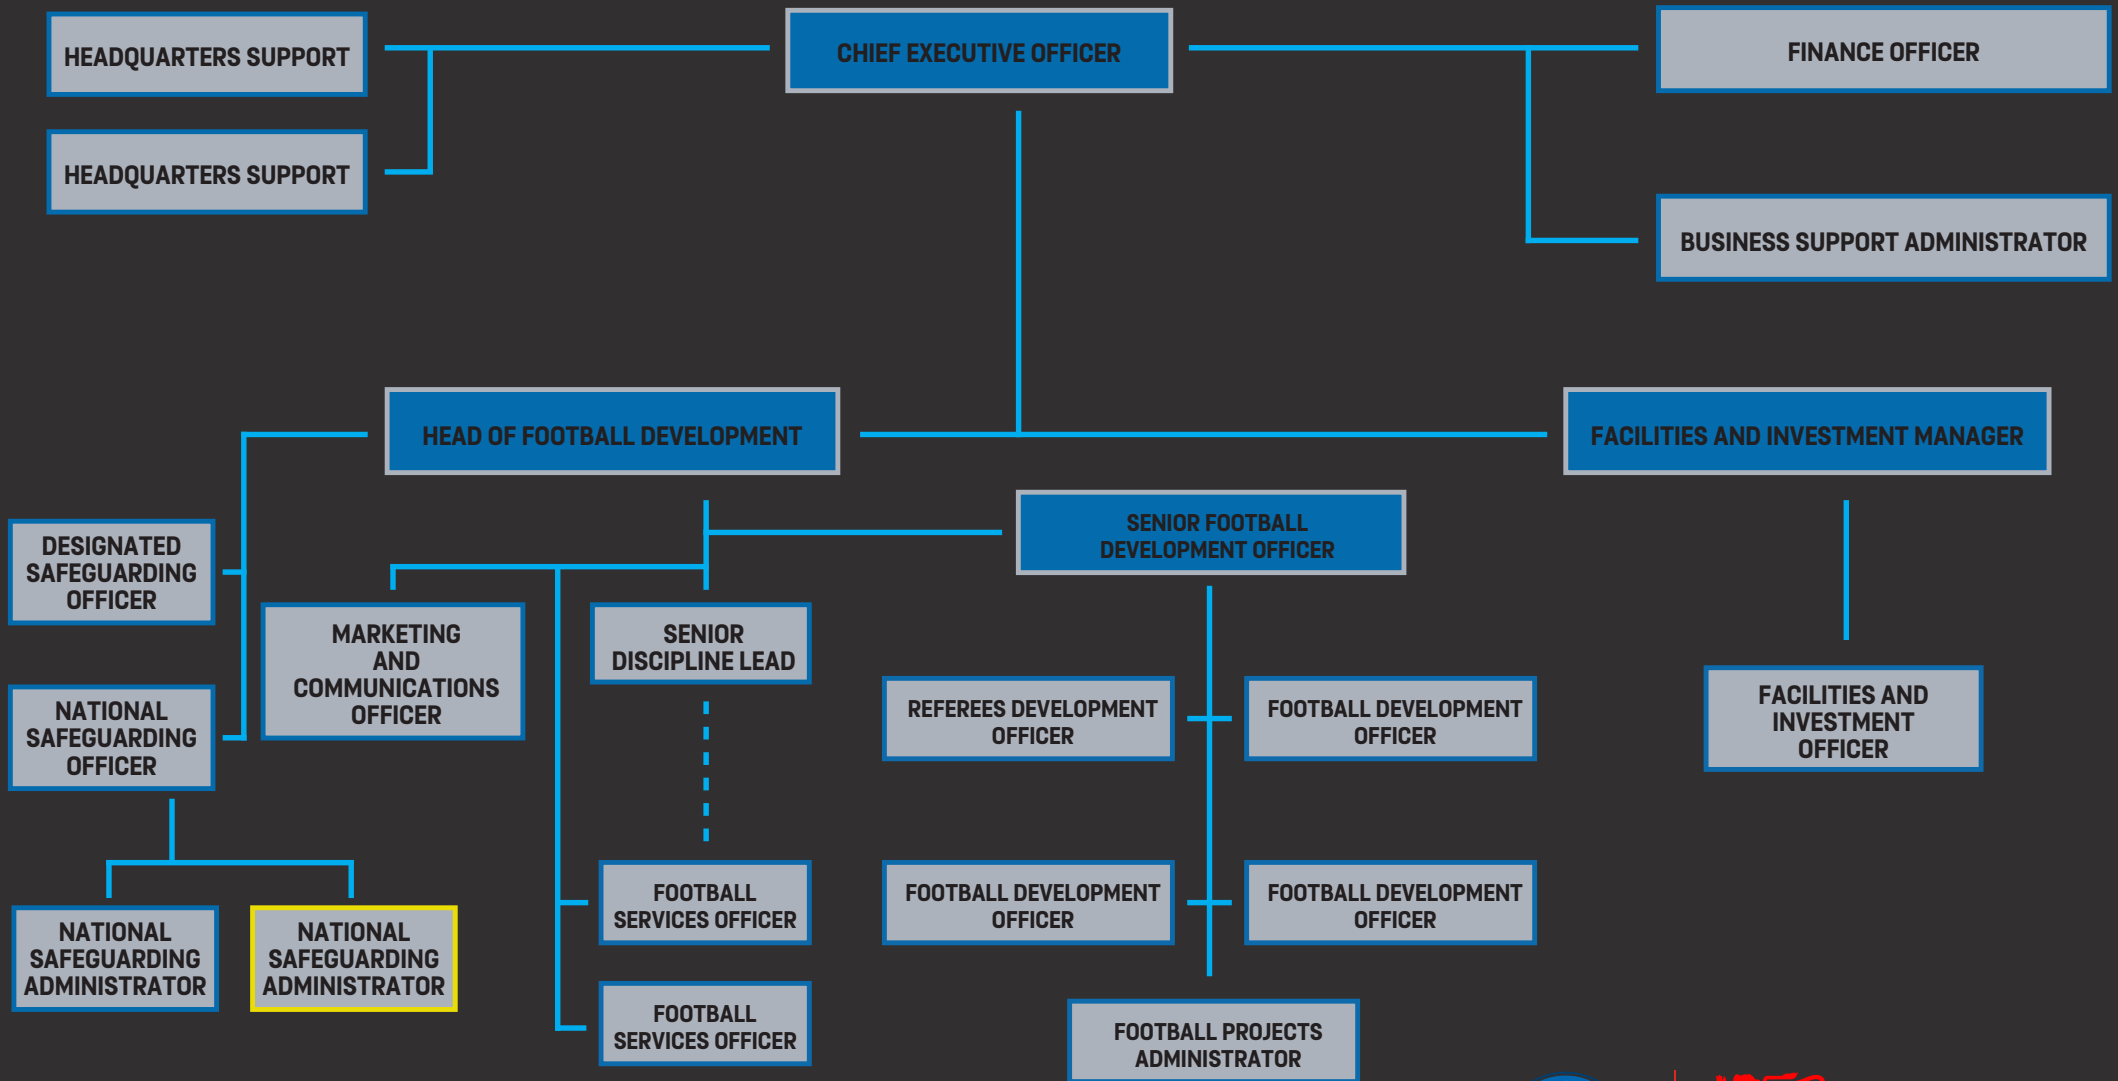 HEADQUARTERS SUPPORT
CHIEF EXECUTIVE OFFICER
FINANCE OFFICER
HEADQUARTERS SUPPORT
BUSINESS SUPPORT ADMINISTRATOR
HEAD OF FOOTBALL DEVELOPMENT
FACILITIES AND INVESTMENT MANAGER
SENIOR FOOTBALL
DEVELOPMENT OFFICER
DESIGNATED
SAFEGUARDING
OFFICER
MARKETING
AND
COMMUNICATIONS
OFFICER
SENIOR
DISCIPLINE LEAD
NATIONAL
SAFEGUARDING
OFFICER
REFEREES DEVELOPMENT
OFFICER
FOOTBALL DEVELOPMENT
OFFICER
FACILITIES AND
INVESTMENT
OFFICER
FOOTBALL
SERVICES OFFICER
FOOTBALL DEVELOPMENT
OFFICER
FOOTBALL DEVELOPMENT
OFFICER
NATIONAL
SAFEGUARDING
ADMINISTRATOR
NATIONAL
SAFEGUARDING
ADMINISTRATOR
FOOTBALL
SERVICES OFFICER
FOOTBALL PROJECTS
ADMINISTRATOR